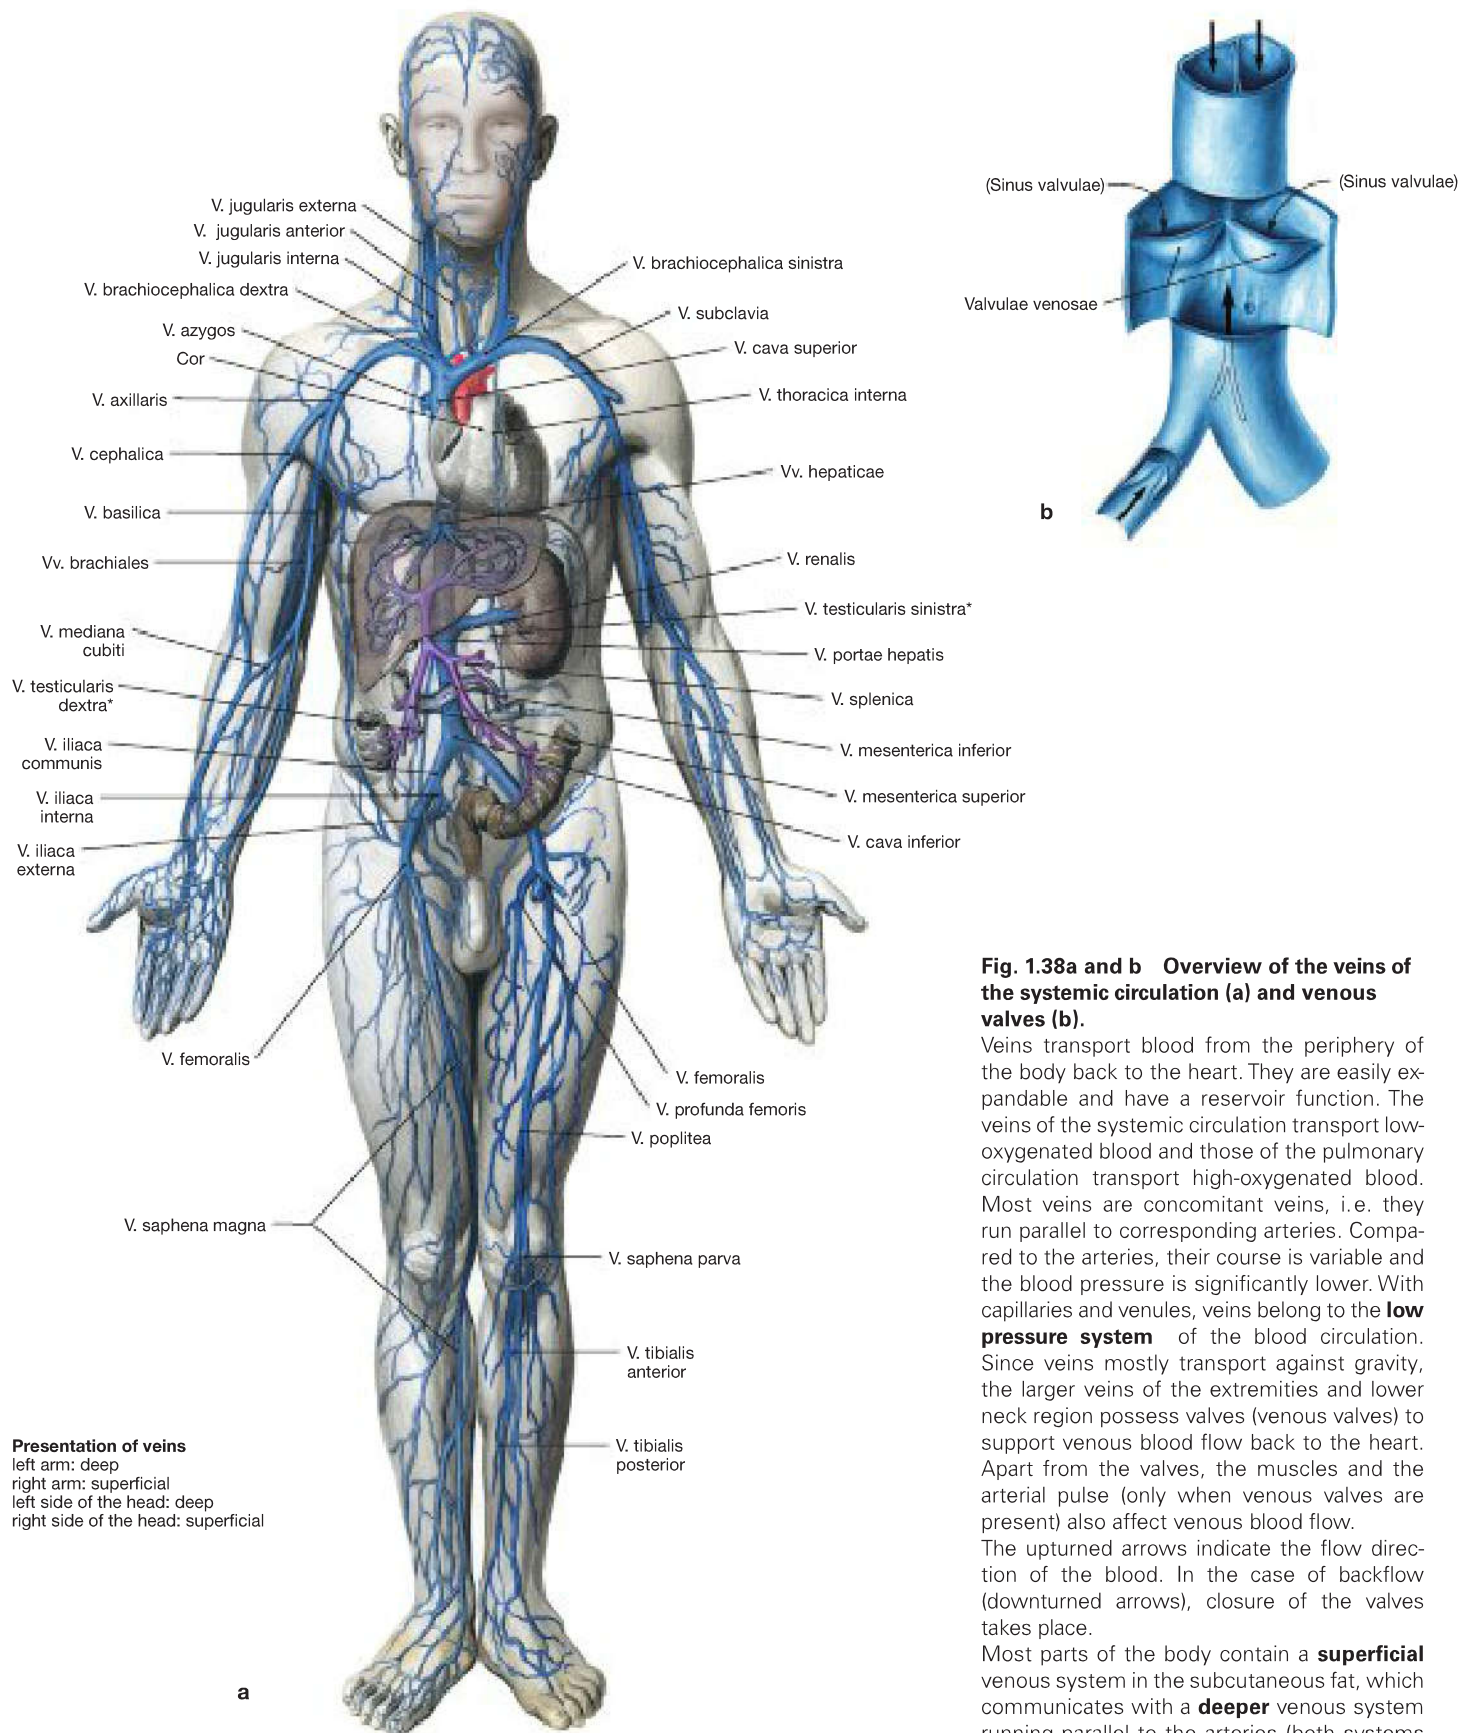 V. jugularis externa
V. jugularis anterior
V. jugularis interna
V. brachiocephalica dextra
V. azygos
Cor
V. axillaris
V. cephalica
V. basilica
Vv. brachiales
V. mediana
cubiti
V. testicularis
dextra*
V. iliaca
communis
V. iliaca
interna
V. iliaca
externa
V. femoralis
V. saphena magna
V. brachiocephalica sinistra
V. subclavia
V. cava superior
V. thoracica interna
Vv. hepaticae
V. renalis
V. testicularis sinistra*
V. portae hepatis
V. splenica
V. mesenterica inferior
V. mesenterica superior
V. cava inferior
V. femoralis
V. profunda femoris
V. poplitea
V. saphena parva
V. tibialis
anterior
V. tibialis
posterior
Presentation of veins
left arm: deep
right arm: superficial
left side of the head: deep
right side of the head: superficial
a
(Sinus valvulae)
(Sinus valvulae)
Valvulae venosae
b
Fig. 1.38a and b Overview of the veins of
the systemic circulation (a) and venous
valves (b).
Veins transport blood from the periphery of
the body back to the heart. They are easily ex-
pandable and have a reservoir function. The
veins of the systemic circulation transport low-
oxygenated blood and those of the pulmonary
circulation transport high-oxygenated blood.
Most veins are concomitant veins, i.e. they
run parallel to corresponding arteries. Compa-
red to the arteries, their course is variable and
the blood pressure is significantly lower. With
capillaries and venules, veins belong to the low
pressure system of the blood circulation.
Since veins mostly transport against gravity,
the larger veins of the extremities and lower
neck region possess valves (venous valves) to
support venous blood flow back to the heart.
Apart from the valves, the muscles and the
arterial pulse (only when venous valves are
present) also affect venous blood flow.
The upturned arrows indicate the flow direc-
tion of the blood. In the case of backflow
(downturned arrows), closure of the valves
takes place.
Most parts of the body contain a superficial
venous system in the subcutaneous fat, which
communicates with a deeper venous system
running parallel to the arteries (both systems